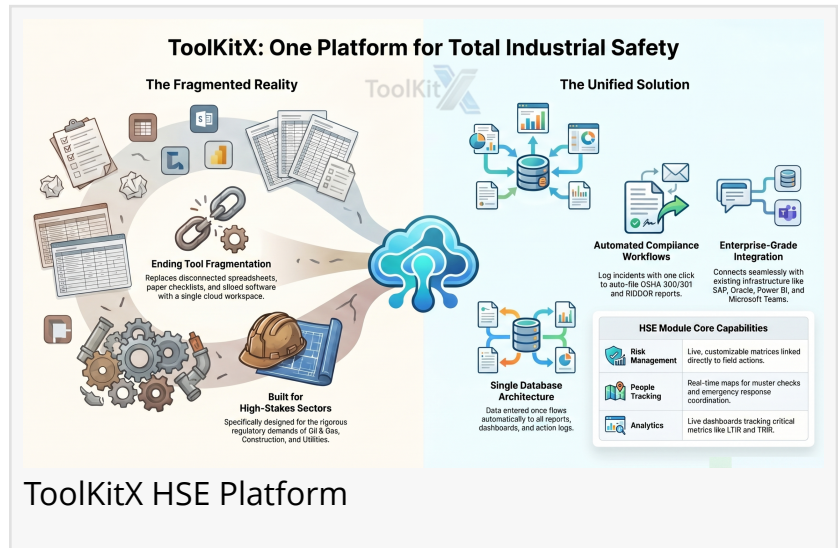 ToolKitX: One Platform for Total Industrial Safety
ToolKitX
The Fragmented Reality
Ending Tool Fragmentation
Replaces disconnected spreadsheets,
paper checklists, and siloed software
with a single cloud workspace.
Built for
High-Stakes Sectors
Specifically designed for the rigorous
regulatory demands of Gil & Gas,
Construction, and Utilities.
The Unified Solution
Automated Compliance
Workflows
Log incidents with one click
to auto-file OSHA 300/301
and RIDDOR reports.
Enterprise-Grade
Integration
Connects seamlessly with
existing infrastructure like
SAP, Oracle, Power BI, and
Microsoft Teams.
Single Database
Architecture
Data entered once flows
automatically to all reports,
dashboards, and action logs.
HSE Module Core Capabilities
Risk
Management
Live, customizable matrices linked
directly to field actions.
People
Tracking
Real-time maps for muster checks
and emergency response
coordination.
Analytics
Live dashboards tracking critical
metrics like LTIR and TRIR.
ToolKitX HSE Platform